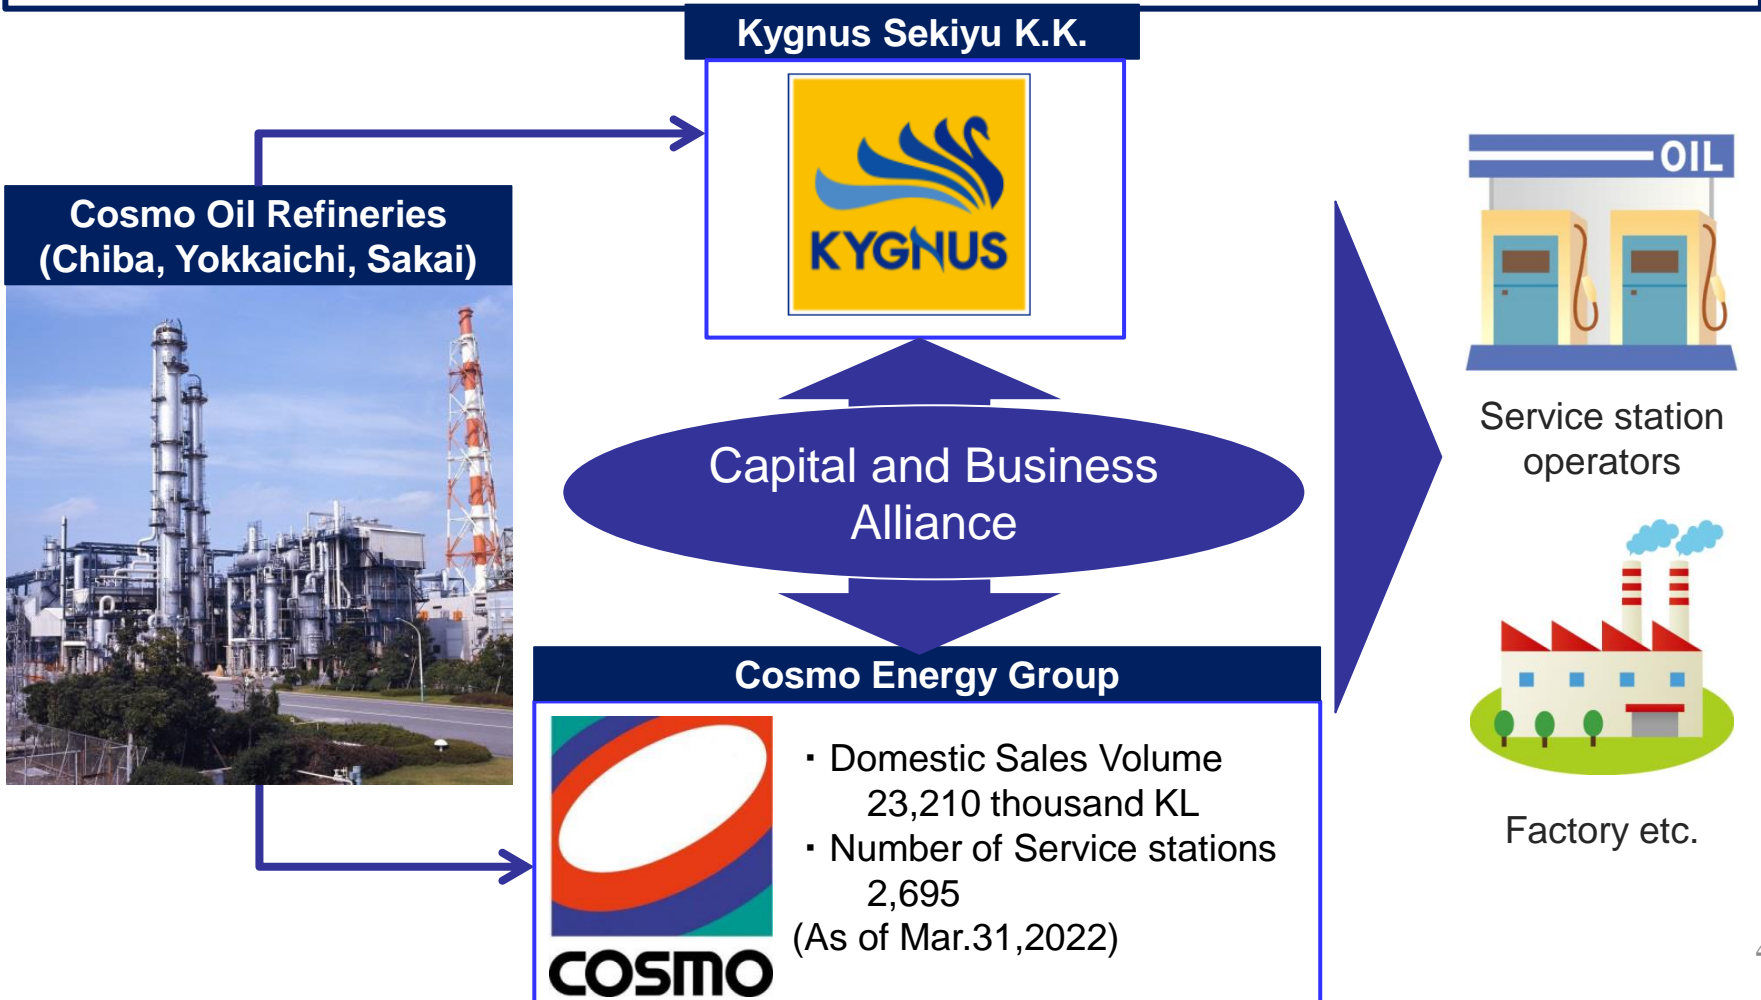 Kygnus Sekiyu K.K.
KYGNUS
Cosmo Oil Refineries
(Chiba, Yokkaichi, Sakai)
OIL
Service station
operators
Capital and Business
Alliance
Factory etc.
Cosmo Energy Group
COSMO
・Domestic Sales Volume
23,210 thousand KL
・Number of Service stations
2,695
(As of Mar.31,2022)